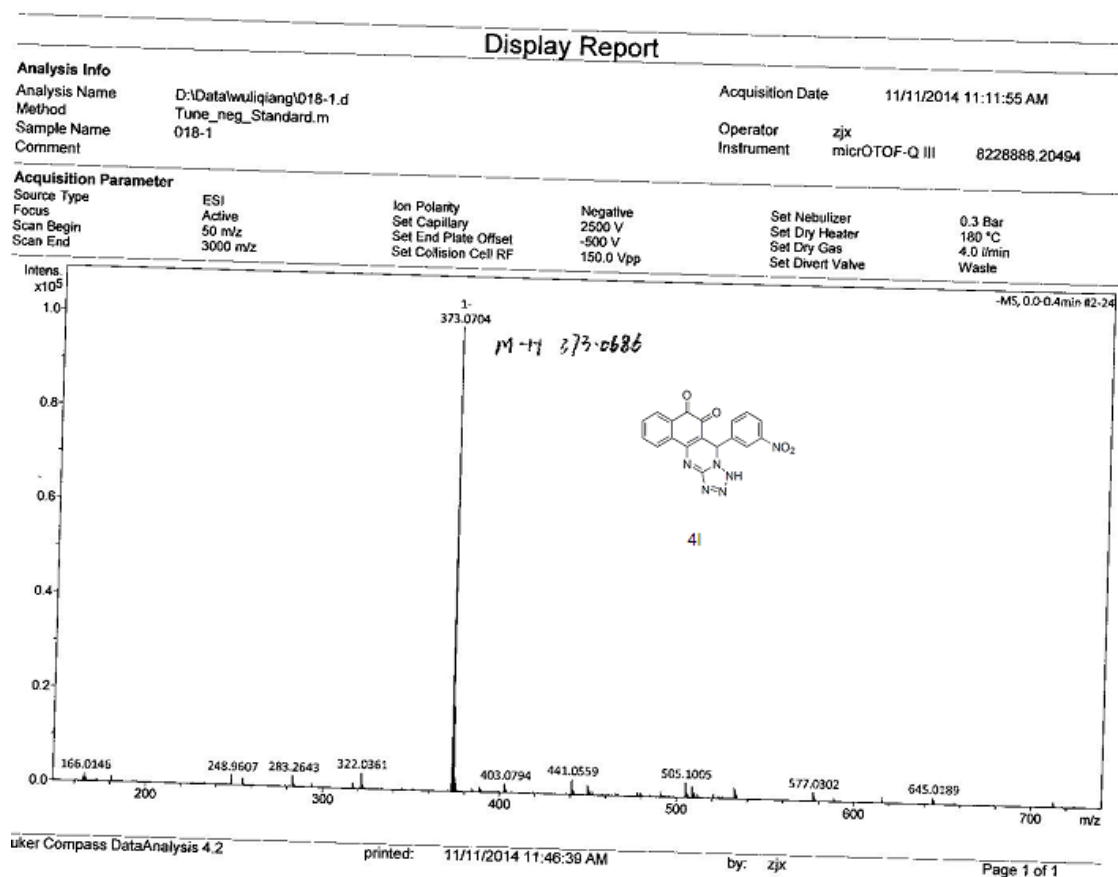 Display Report
Analysis Info
Analysis Name D:\Data\wuliqiang\018-1.d Acquisition Date 11/11/2014 11:11:55 AM
Method Tune_neg_Standard.m
Sample Name 018-1 Operator zjx
Comment Instrument micrOTOF-Q III 8228888.20494
Acquisition Parameter
Source Type ESI Ion Polarity Negative Set Nebulizer 0.3 Bar
Focus Active Set Capillary 2500 V Set Dry Heater 180 °C
Scan Begin 50 m/z Set End Plate Offset -500 V Set Dry Gas 4.0 l/min
Scan End 3000 m/z Set Collision Cell RF 150.0 Vpp Set Divert Valve Waste
Intens.
x10⁵
-MS, 0.0-0.4min #2-24
1-
373.0704
1.0
M-H 373.0686
0.8
O
O
NO₂
N N NH
N=N
0.6
4l
0.4
0.2
166.0146 248.9607 283.2643 322.0361 403.0794 441.0559 505.1005 577.0302 645.0189
0.0
200 300 400 500 600 700 m/z
uker Compass DataAnalysis 4.2 printed: 11/11/2014 11:46:39 AM by: zjx Page 1 of 1